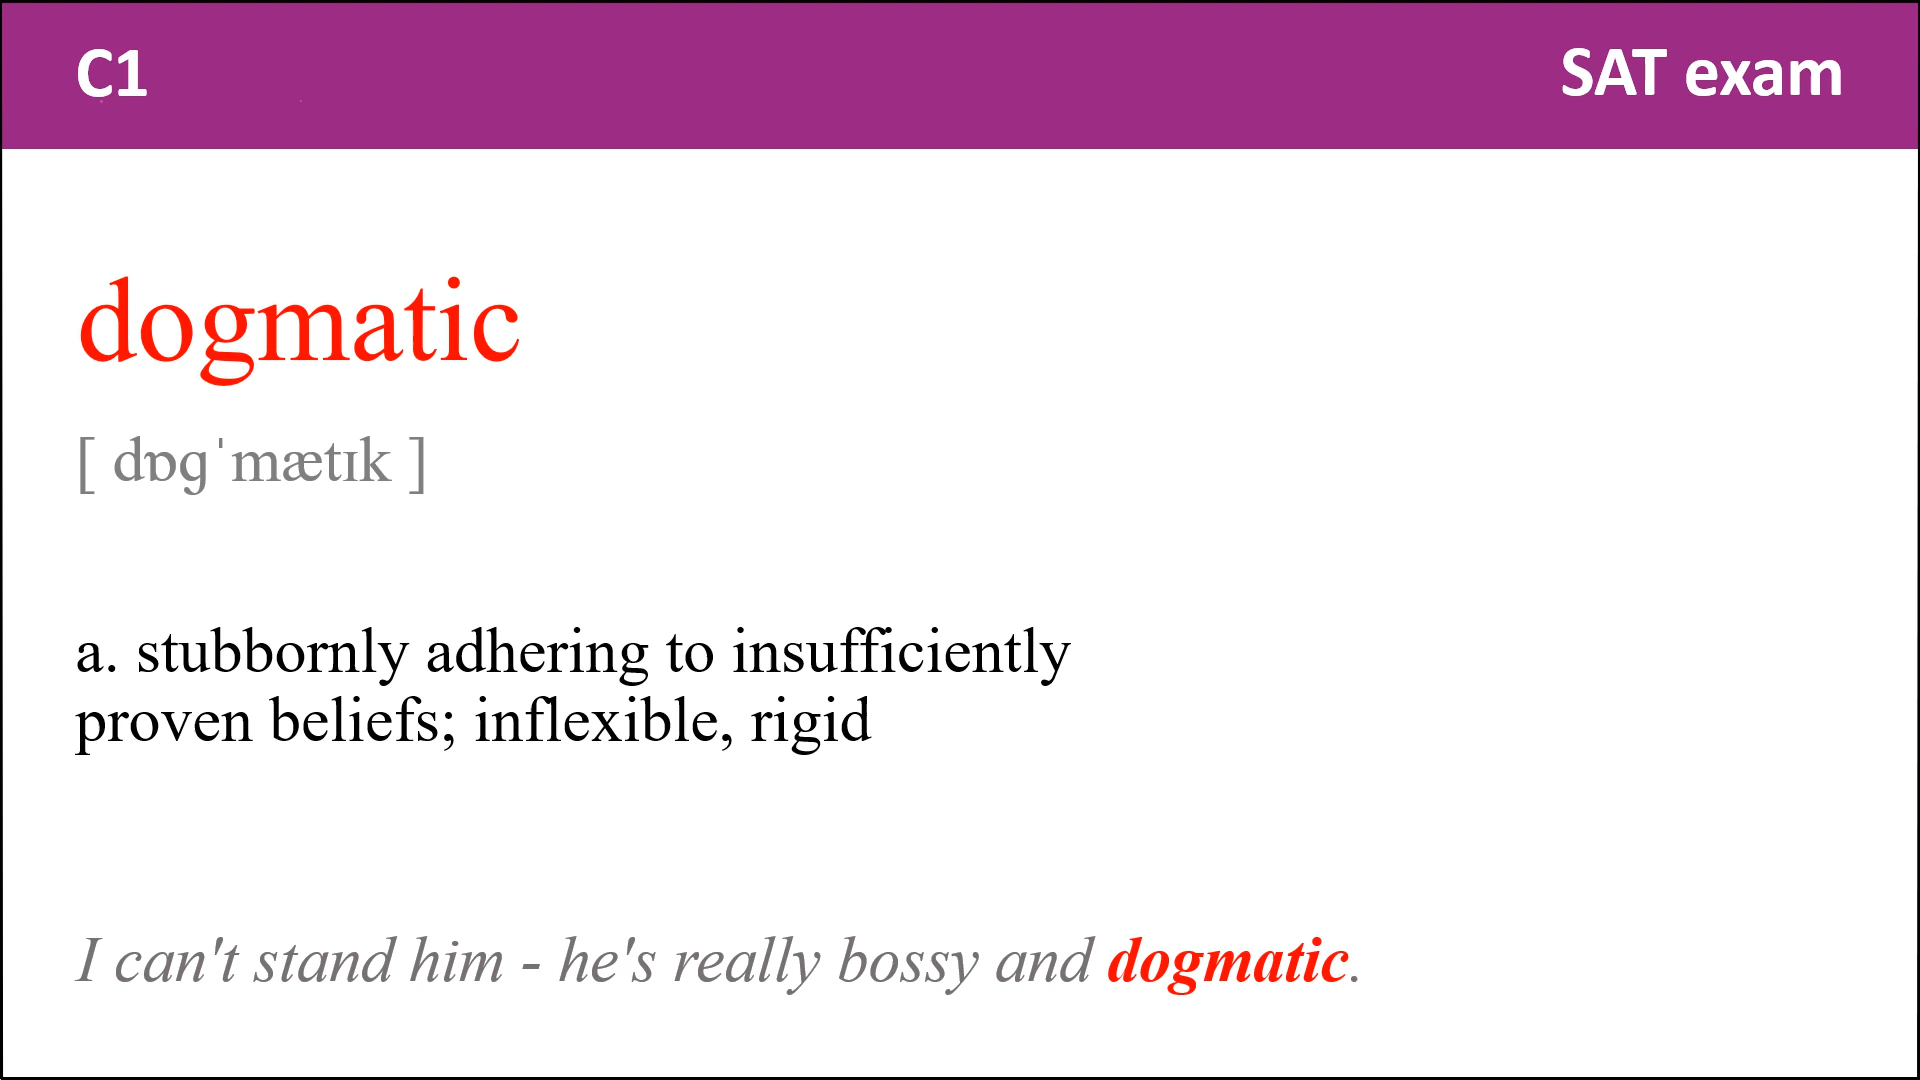 C1 SAT exam
dogmatic
[ dɒɡˈmætɪk ]
a. stubbornly adhering to insufficiently
proven beliefs; inflexible, rigid
I can't stand him - he's really bossy and dogmatic.